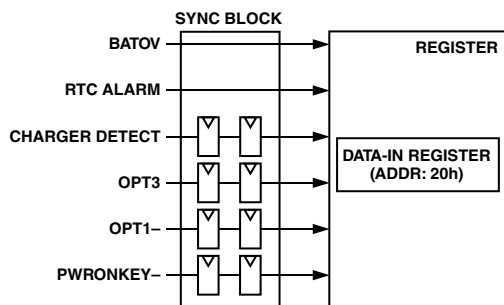 SYNC BLOCK
BATOV
REGISTER
RTC ALARM
CHARGER DETECT
DATA-IN REGISTER
(ADDR: 20h)
OPT3
OPT1–
PWRONKEY–